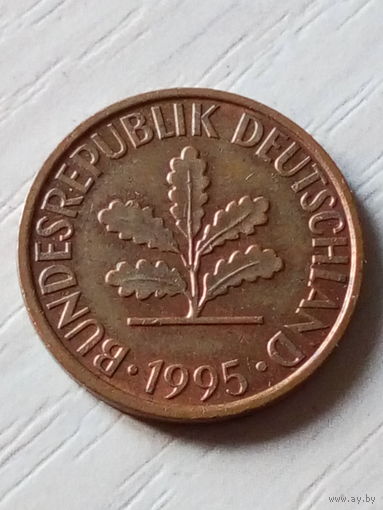 BUNDESREPUBLIK DEUTSCHLAND
· 1995 ·
www.ay.by